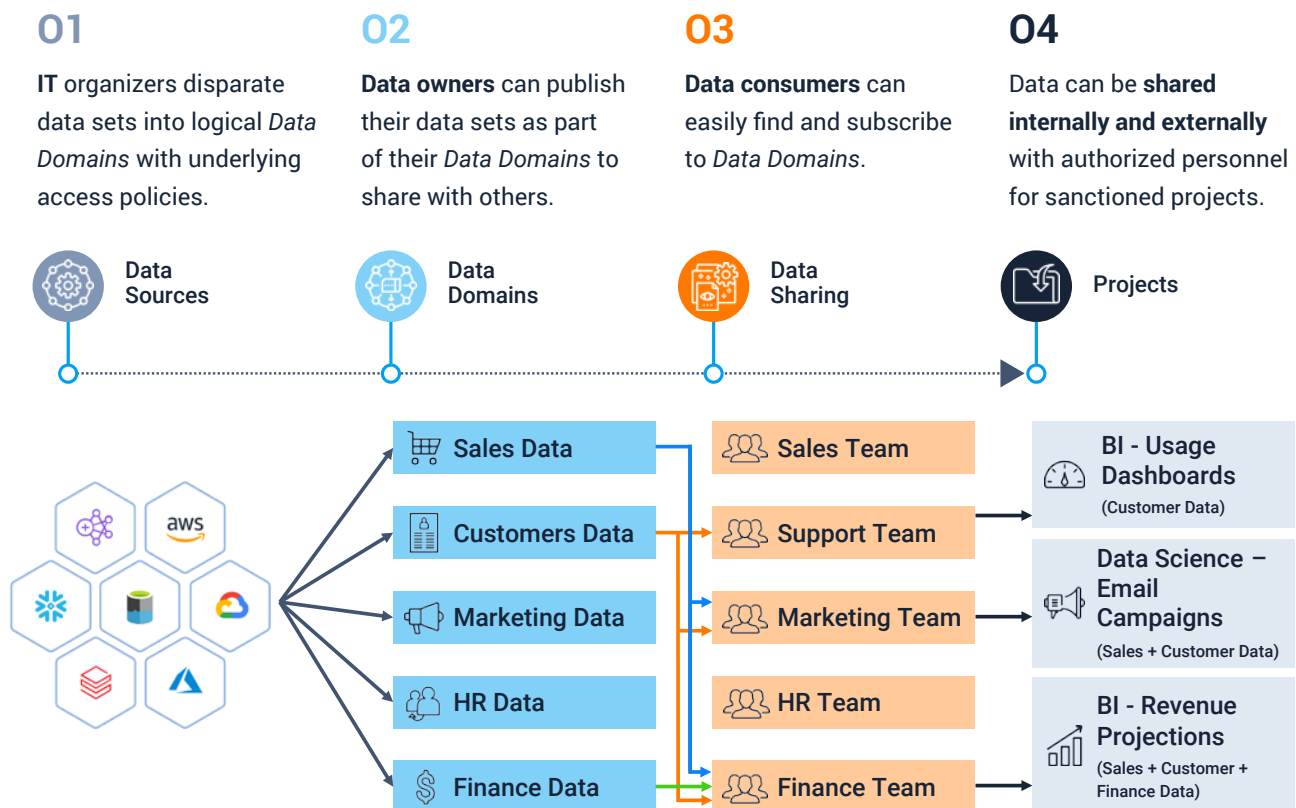 01
IT organizers disparate
data sets into logical Data
Domains with underlying
access policies.
02
Data owners can publish
their data sets as part
of their Data Domains to
share with others.
03
Data consumers can
easily find and subscribe
to Data Domains.
04
Data can be shared
internally and externally
with authorized personnel
for sanctioned projects.
Data
Sources
Data
Domains
Data
Sharing
Projects
aws
Sales Data
Customers Data
Marketing Data
HR Data
Finance Data
Sales Team
Support Team
Marketing Team
HR Team
Finance Team
BI - Usage
Dashboards
(Customer Data)
Data Science –
Email
Campaigns
(Sales + Customer Data)
BI - Revenue
Projections
(Sales + Customer +
Finance Data)